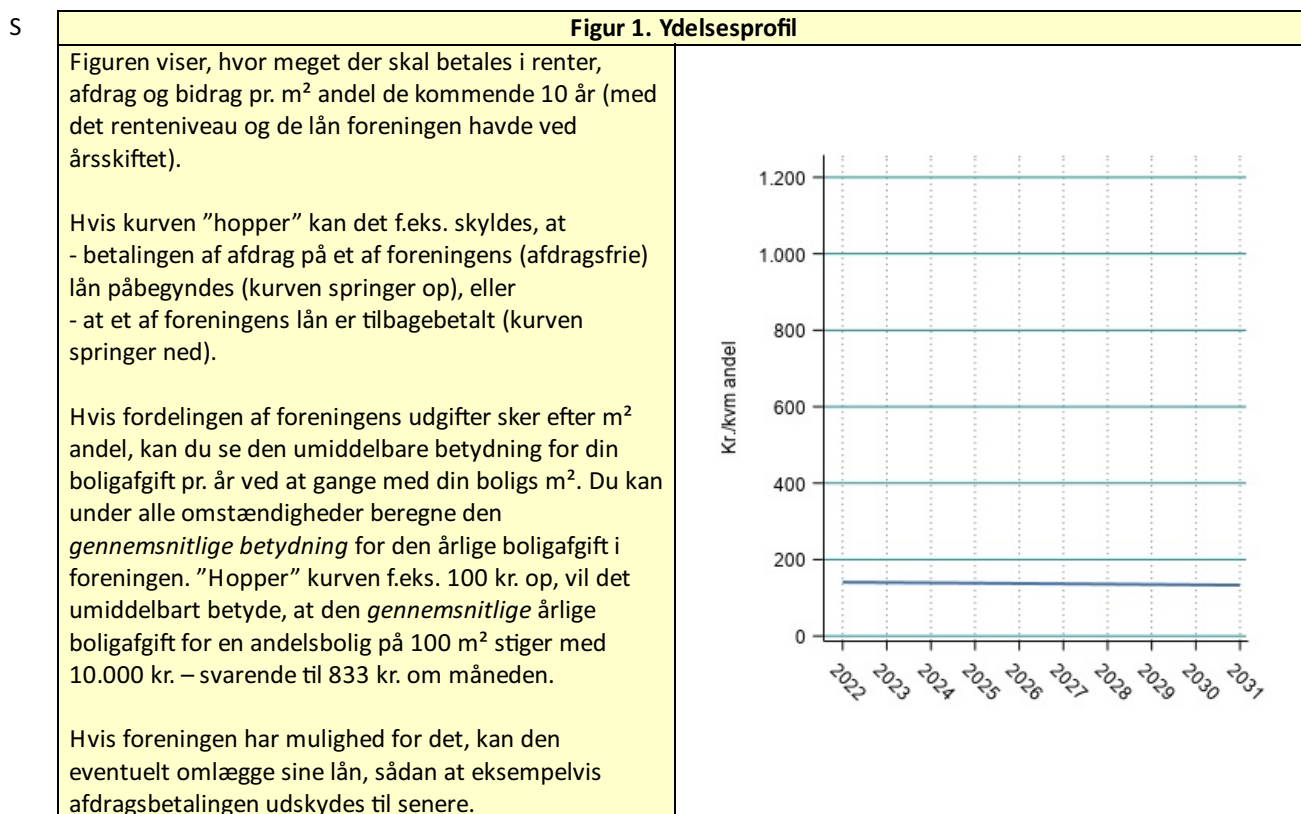 S
Figur 1. Ydelsesprofil
Figuren viser, hvor meget der skal betales i renter,
afdrag og bidrag pr. m² andel de kommende 10 år (med
det renteniveau og de lån foreningen havde ved
årsskiftet).
Hvis kurven ”hopper” kan det f.eks. skyldes, at
- betalingen af afdrag på et af foreningens (afdragsfrie)
lån påbegyndes (kurven springer op), eller
- at et af foreningens lån er tilbagebetalt (kurven
springer ned).
Hvis fordelingen af foreningens udgifter sker efter m²
andel, kan du se den umiddelbare betydning for din
boligafgift pr. år ved at gange med din boligs m². Du kan
under alle omstændigheder beregne den
gennemsnitlige betydning for den årlige boligafgift i
foreningen. ”Hopper” kurven f.eks. 100 kr. op, vil det
umiddelbart betyde, at den gennemsnitlige årlige
boligafgift for en andelsbolig på 100 m² stiger med
10.000 kr. – svarende til 833 kr. om måneden.
Hvis foreningen har mulighed for det, kan den
eventuelt omlægge sine lån, sådan at eksempelvis
afdragsbetalingen udskydes til senere.
Kr./kvm andel
1.200
1.000
800
600
400
200
0
2022
2023
2024
2025
2026
2027
2028
2029
2030
2031